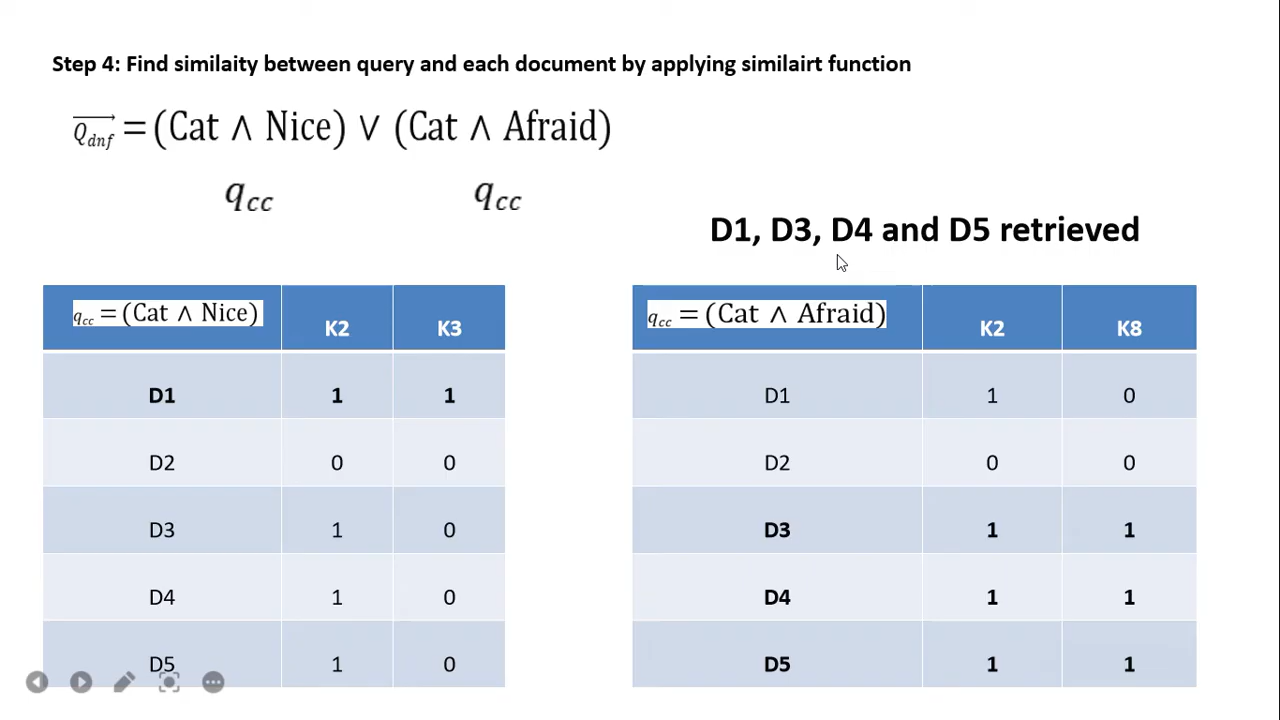 Step 4: Find similaity between query and each document by applying similairt function
Q_dnf = (Cat ∧ Nice) ∨ (Cat ∧ Afraid)
q_cc q_cc
D1, D3, D4 and D5 retrieved
q_cc = (Cat ∧ Nice) K2 K3
D1 1 1
D2 0 0
D3 1 0
D4 1 0
D5 1 0
q_cc = (Cat ∧ Afraid) K2 K8
D1 1 0
D2 0 0
D3 1 1
D4 1 1
D5 1 1